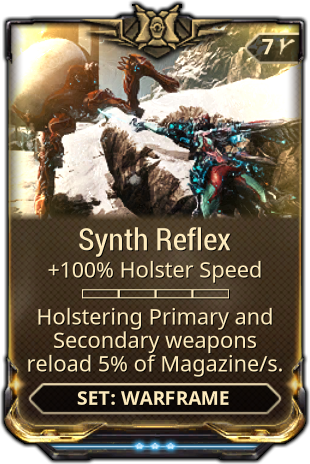 7
Synth Reflex
+100% Holster Speed
Holstering Primary and
Secondary weapons
reload 5% of Magazine/s.
SET: WARFRAME